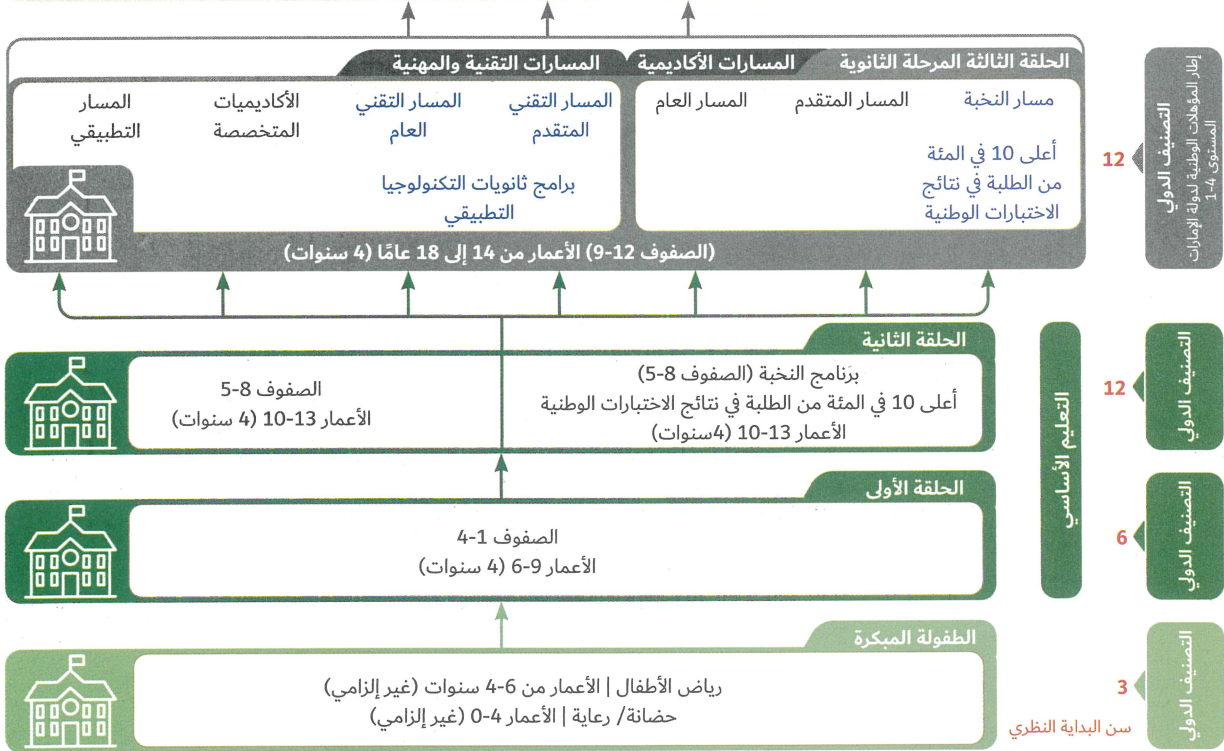 الحلقة الثالثة المرحلة الثانوية
المسارات الأكاديمية
المسارات التقنية والمهنية
مسار النخبة
المسار المتقدم
المسار العام
أعلى 10 في المئة
من الطلبة في نتائج
الاختبارات الوطنية
المسار التقني
المتقدم
المسار التقني
العام
الأكاديميات
المتخصصة
المسار
التطبيقي
برامج ثانويات التكنولوجيا
التطبيقي
(الصفوف 12-9) الأعمار من 14 إلى 18 عامًا (4 سنوات)
12
التصنيف الدولي
إطار المؤهلات الوطنية لدولة الإمارات
المستوى 4-1
الحلقة الثانية
برنامج النخبة (الصفوف 8-5)
أعلى 10 في المئة من الطلبة في نتائج الاختبارات الوطنية
الأعمار 13-10 (4سنوات)
الصفوف 8-5
الأعمار 13-10 (4 سنوات)
12
التصنيف الدولي
التعليم الأساسي
الحلقة الأولى
الصفوف 1-4
الأعمار 9-6 (4 سنوات)
6
التصنيف الدولي
الطفولة المبكرة
رياض الأطفال | الأعمار من 6-4 سنوات (غير إلزامي)
حضانة/ رعاية | الأعمار 4-0 (غير إلزامي)
3
سن البداية النظري
التصنيف الدولي